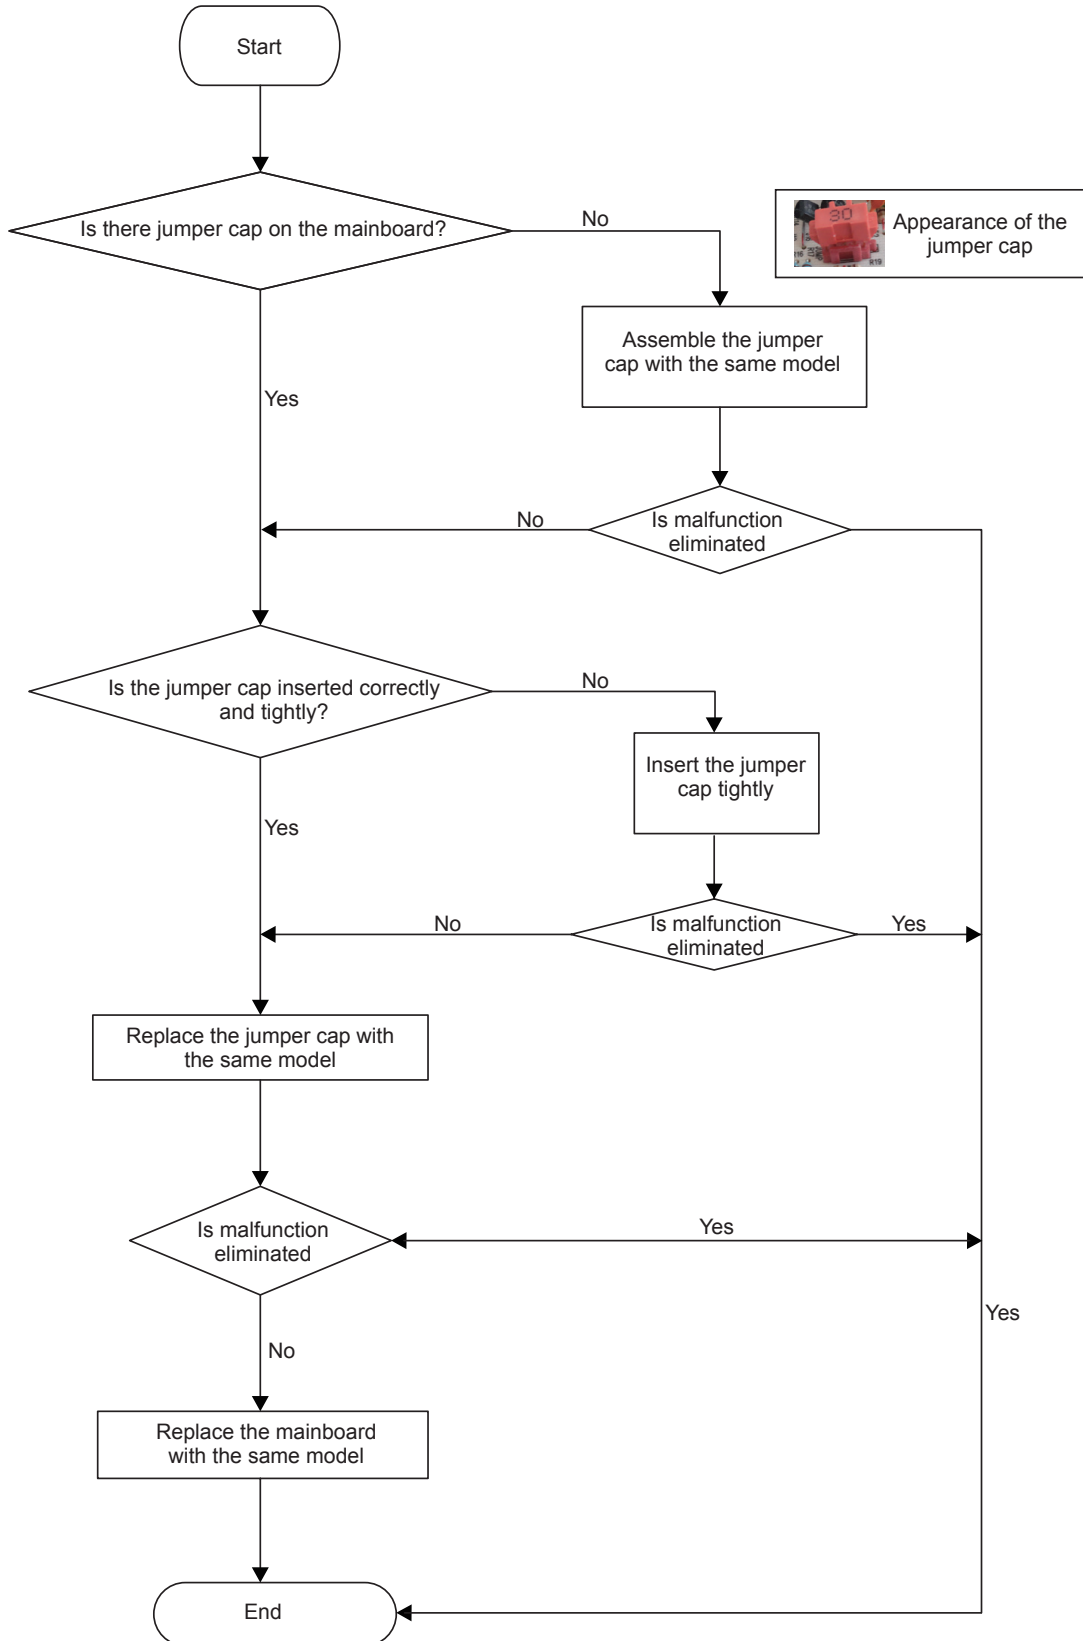 Start
Is there jumper cap on the mainboard?
No
30
Appearance of the
jumper cap
Assemble the jumper
cap with the same model
Yes
No
Is malfunction
eliminated
Is the jumper cap inserted correctly
and tightly?
No
Insert the jumper
cap tightly
Yes
No
Is malfunction
eliminated
Yes
Replace the jumper cap with
the same model
Is malfunction
eliminated
Yes
Yes
No
Replace the mainboard
with the same model
End